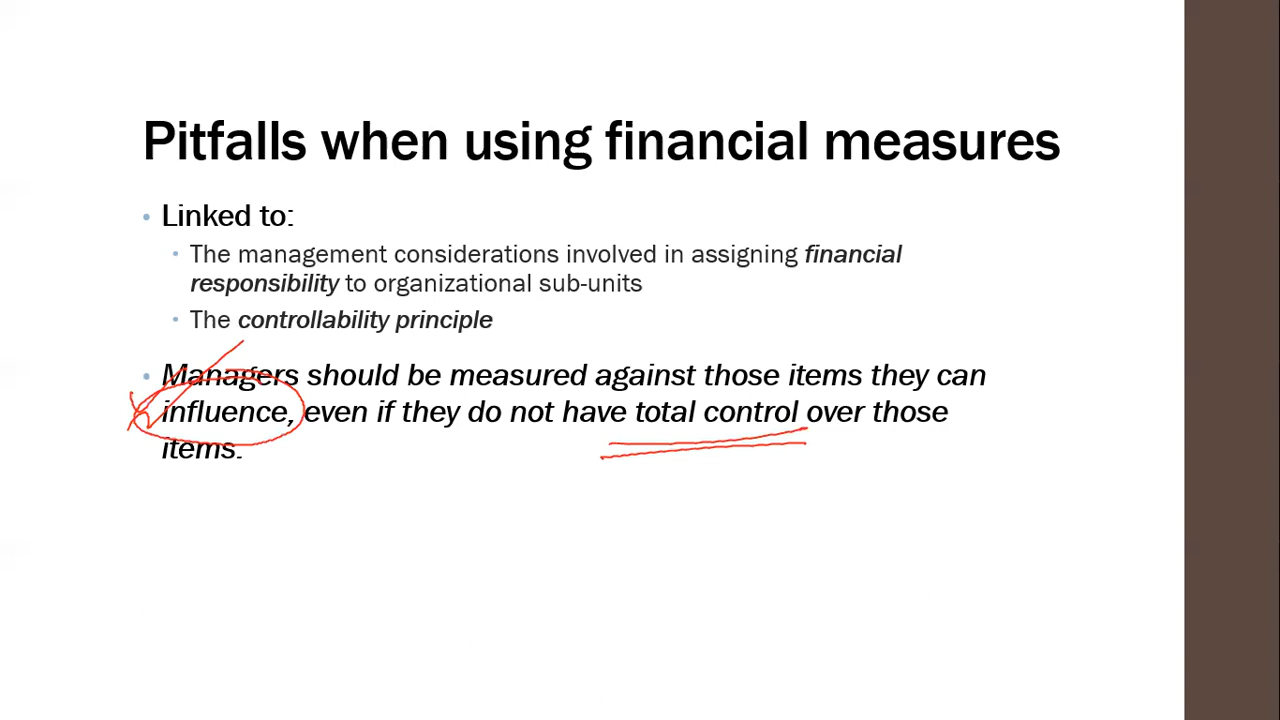 Pitfalls when using financial measures
• Linked to:
• The management considerations involved in assigning financial
responsibility to organizational sub-units
• The controllability principle
• Managers should be measured against those items they can
influence, even if they do not have total control over those
items.